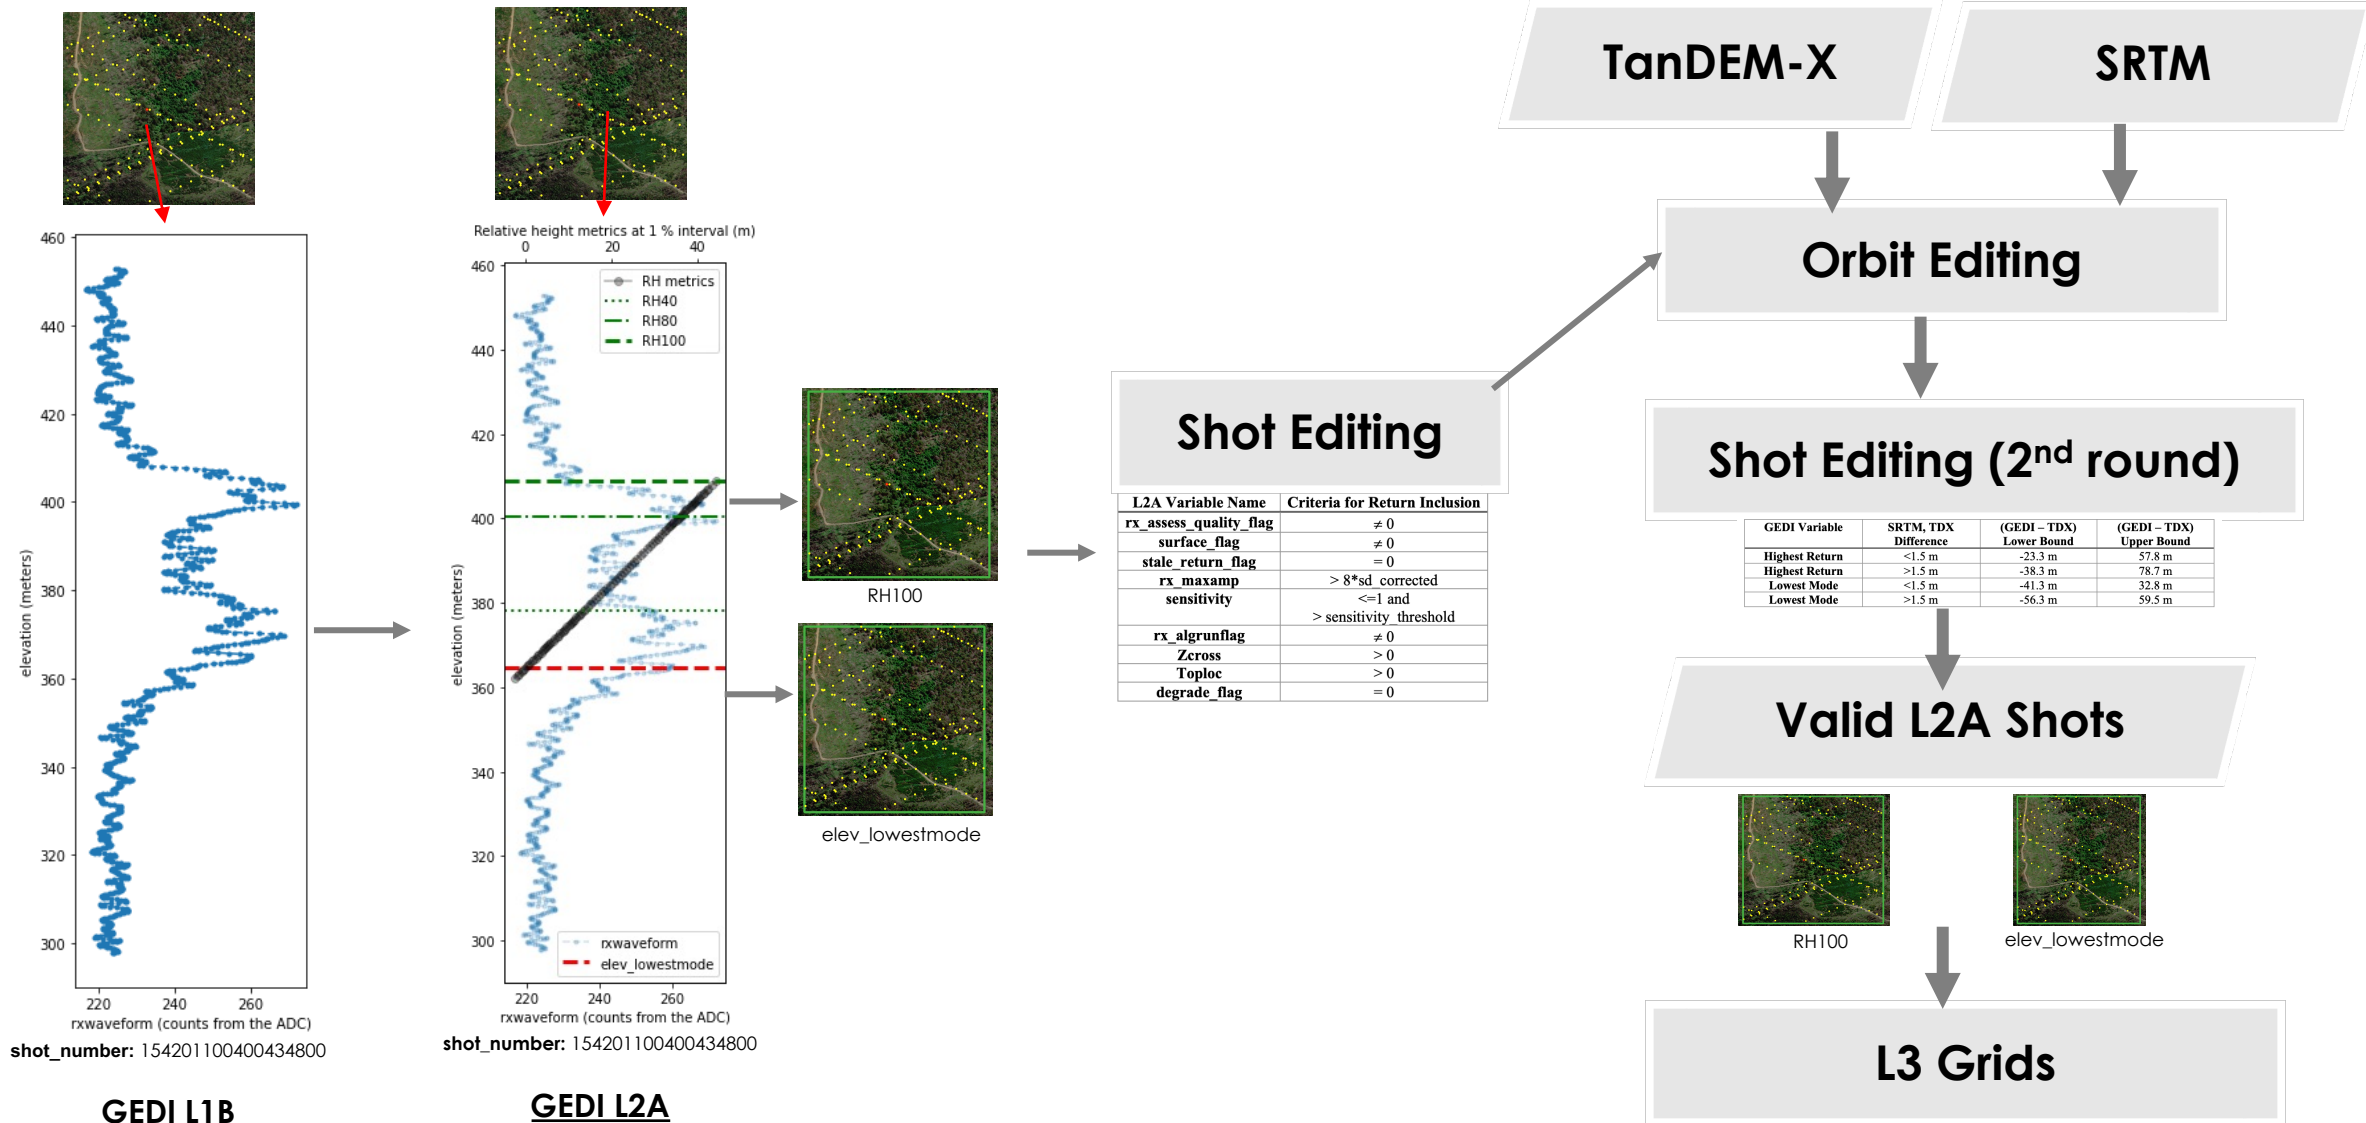 460
440
420
400
380
360
340
320
300
elevation (meters)
220 240 260
rxwaveform (counts from the ADC)
shot_number: 154201100400434800
GEDI L1B
Relative height metrics at 1 % interval (m)
0 20 40
460
440
420
400
380
360
340
320
300
elevation (meters)
RH metrics
RH40
RH80
RH100
rxwaveform
elev_lowestmode
220 240 260
rxwaveform (counts from the ADC)
shot_number: 154201100400434800
GEDI L2A
RH100
elev_lowestmode
Shot Editing
L2A Variable Name Criteria for Return Inclusion
rx_assess_quality_flag ≠ 0
surface_flag ≠ 0
stale_return_flag = 0
rx_maxamp > 8*sd_corrected
sensitivity <=1 and
> sensitivity_threshold
rx_algrunflag ≠ 0
Zcross > 0
Toploc > 0
degrade_flag = 0
TanDEM-X
SRTM
Orbit Editing
Shot Editing (2nd round)
GEDI Variable SRTM, TDX (GEDI – TDX) (GEDI – TDX)
Difference Lower Bound Upper Bound
Highest Return <1.5 m -23.3 m 57.8 m
Highest Return >1.5 m -38.3 m 78.7 m
Lowest Mode <1.5 m -41.3 m 32.8 m
Lowest Mode >1.5 m -56.3 m 59.5 m
Valid L2A Shots
RH100
elev_lowestmode
L3 Grids